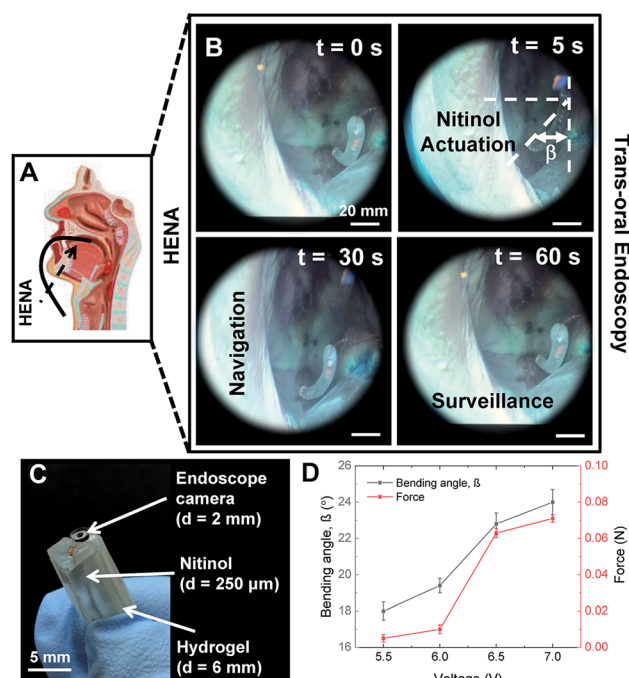 A
HENA
HENA
B
t = 0 s
20 mm
t = 5 s
Nitinol
Actuation
β
t = 30 s
Navigation
t = 60 s
Surveillance
Trans-oral Endoscopy
C
Endoscope
camera
(d = 2 mm)
Nitinol
(d = 250 μm)
Hydrogel
(d = 6 mm)
5 mm
D
Bending angle, ß
Force
Bending angle, ß (°)
26
24
22
20
18
16
0.10
0.08
0.06
0.04
0.02
0.00
Force (N)
5.5 6.0 6.5 7.0
Voltage (V)